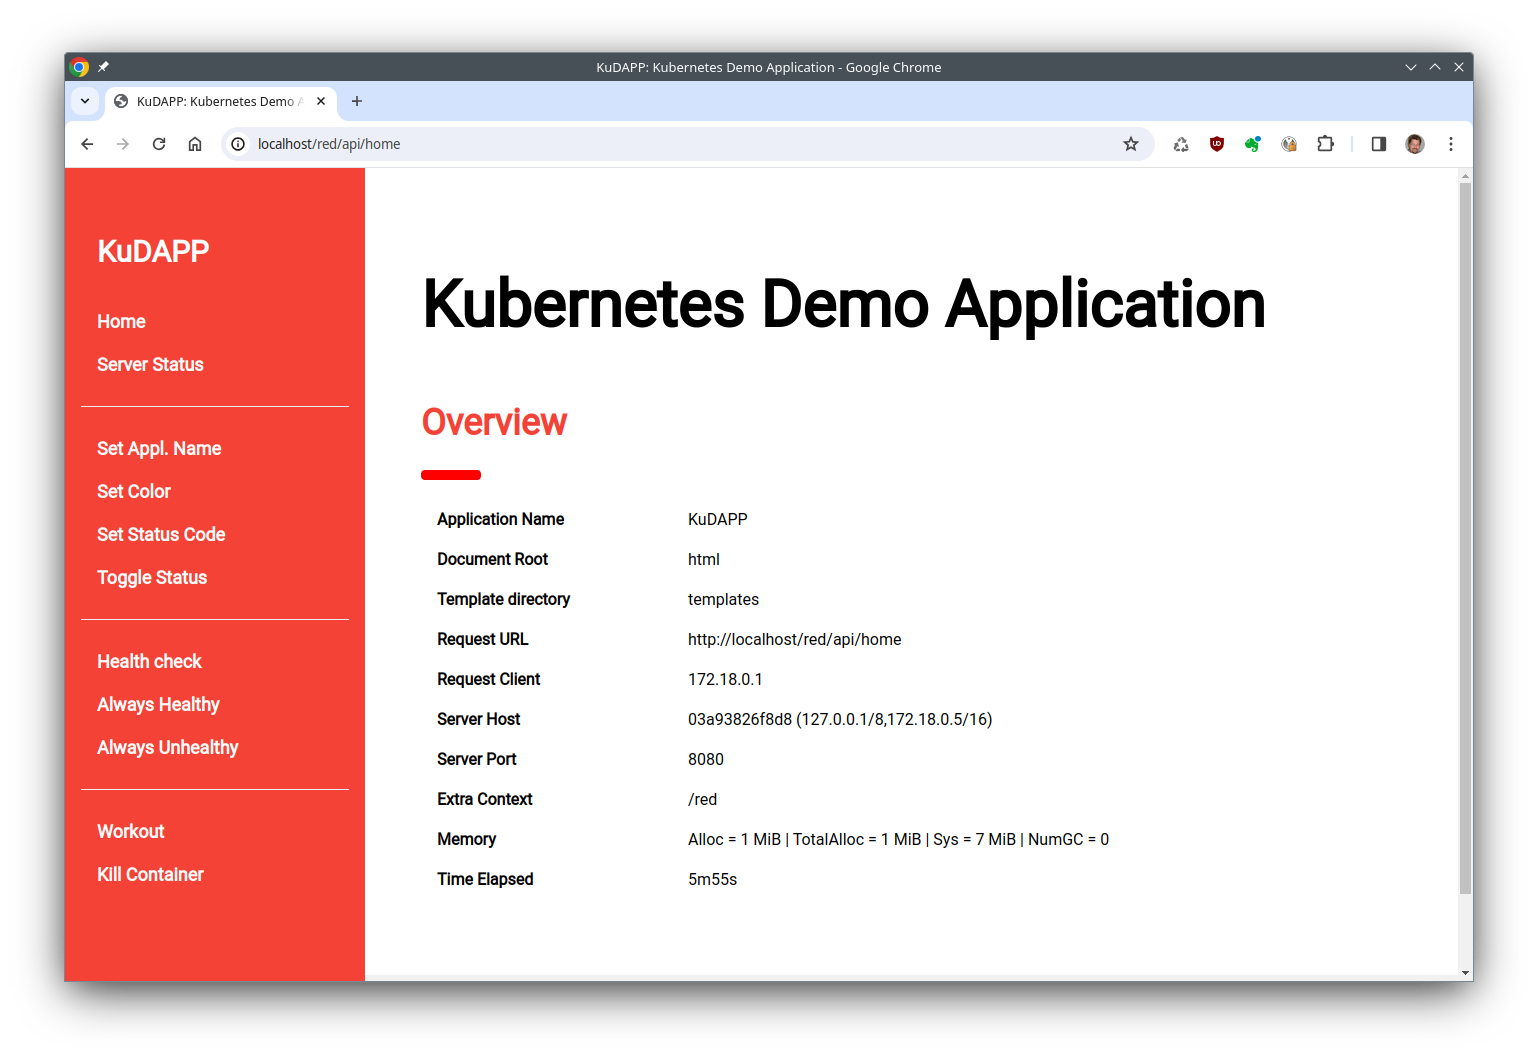 KuDAPP: Kubernetes Demo Application - Google Chrome
KuDAPP: Kubernetes Demo A
localhost/red/api/home
KuDAPP
Home
Server Status
Set Appl. Name
Set Color
Set Status Code
Toggle Status
Health check
Always Healthy
Always Unhealthy
Workout
Kill Container
Kubernetes Demo Application
Overview
Application Name KuDAPP
Document Root html
Template directory templates
Request URL http://localhost/red/api/home
Request Client 172.18.0.1
Server Host 03a93826f8d8 (127.0.0.1/8,172.18.0.5/16)
Server Port 8080
Extra Context /red
Memory Alloc = 1 MiB | TotalAlloc = 1 MiB | Sys = 7 MiB | NumGC = 0
Time Elapsed 5m55s